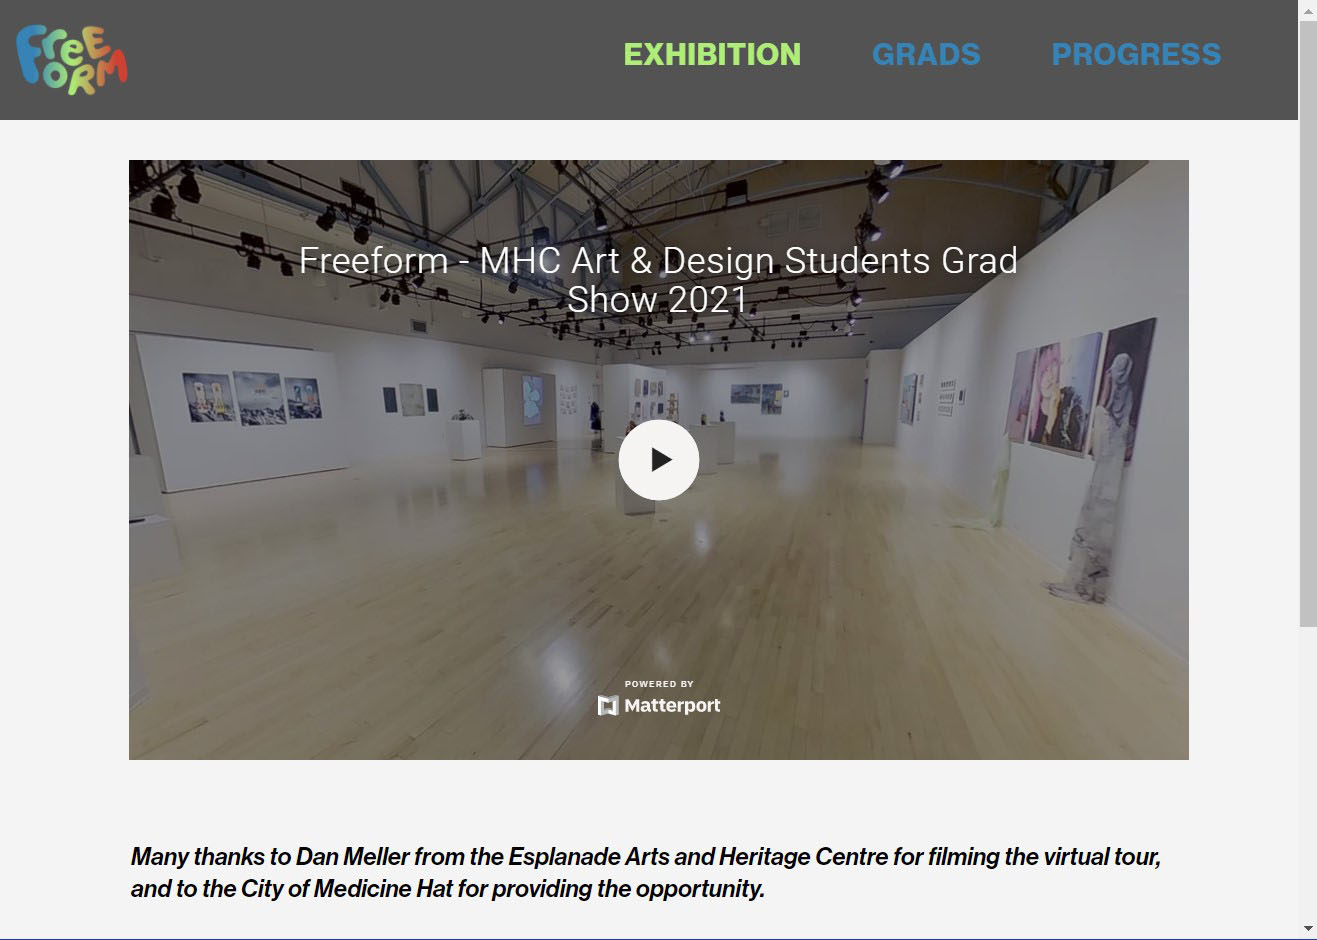 FREE
FORM
EXHIBITION
GRADS
PROGRESS
Freeform - MHC Art & Design Students Grad
Show 2021
POWERED BY
Matterport
Many thanks to Dan Meller from the Esplanade Arts and Heritage Centre for filming the virtual tour,
and to the City of Medicine Hat for providing the opportunity.